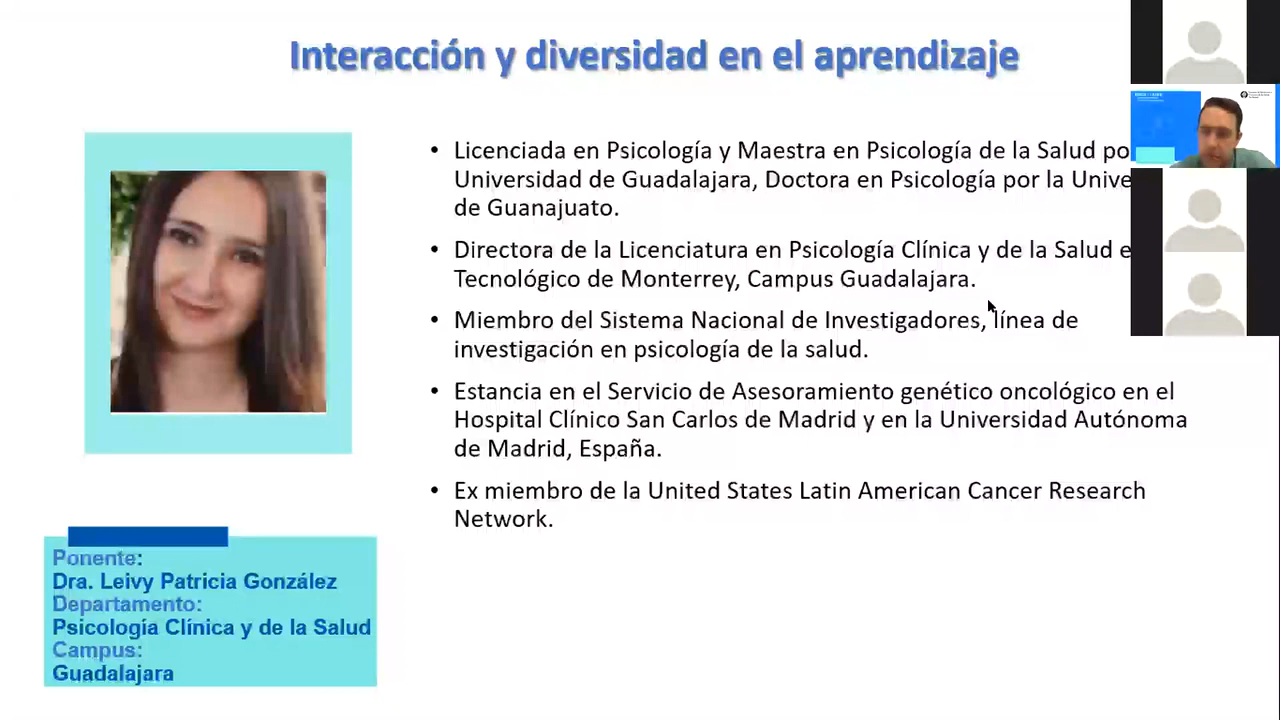 Interacción y diversidad en el aprendizaje
• Licenciada en Psicología y Maestra en Psicología de la Salud po
Universidad de Guadalajara, Doctora en Psicología por la Unive
de Guanajuato.
• Directora de la Licenciatura en Psicología Clínica y de la Salud e
Tecnológico de Monterrey, Campus Guadalajara.
• Miembro del Sistema Nacional de Investigadores, línea de
investigación en psicología de la salud.
• Estancia en el Servicio de Asesoramiento genético oncológico en el
Hospital Clínico San Carlos de Madrid y en la Universidad Autónoma
de Madrid, España.
• Ex miembro de la United States Latin American Cancer Research
Network.
Ponente:
Dra. Leivy Patricia González
Departamento:
Psicología Clínica y de la Salud
Campus:
Guadalajara